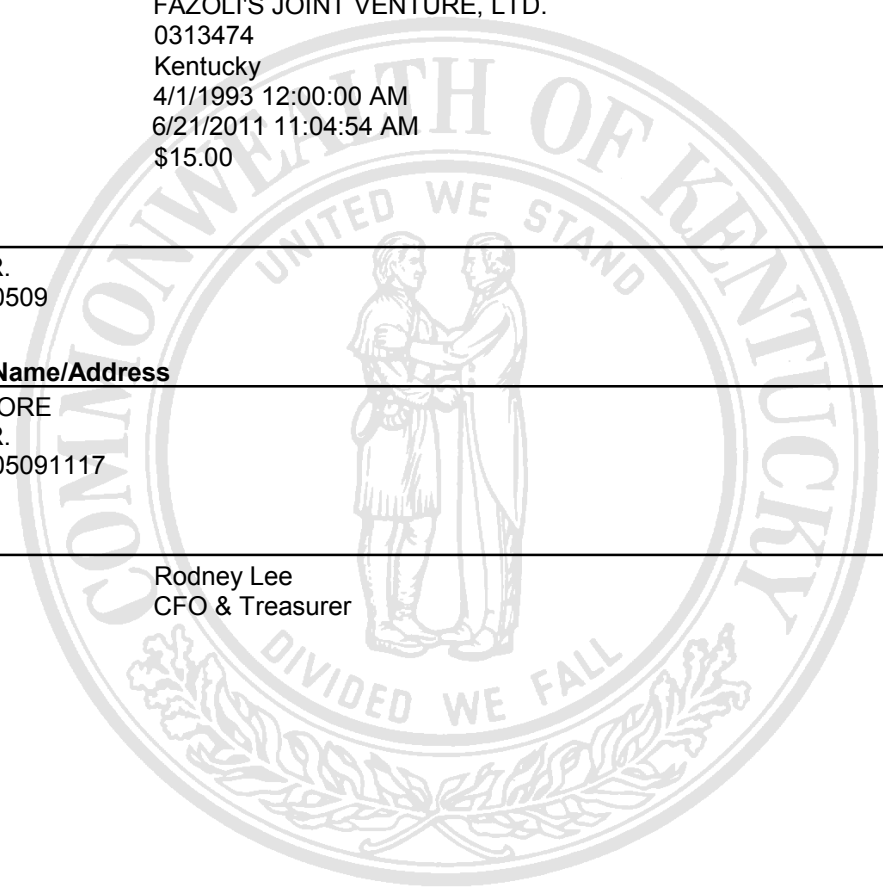 FAZOLI'S JOINT VENTURE, LTD.
0313474
Kentucky
4/1/1993 12:00:00 AM
6/21/2011 11:04:54 AM
$15.00
R.
0509
Name/Address
ORE
R.
05091117
Rodney Lee
CFO & Treasurer
COMMONWEALTH OF KENTUCKY
UNITED WE STAND
DIVIDED WE FALL